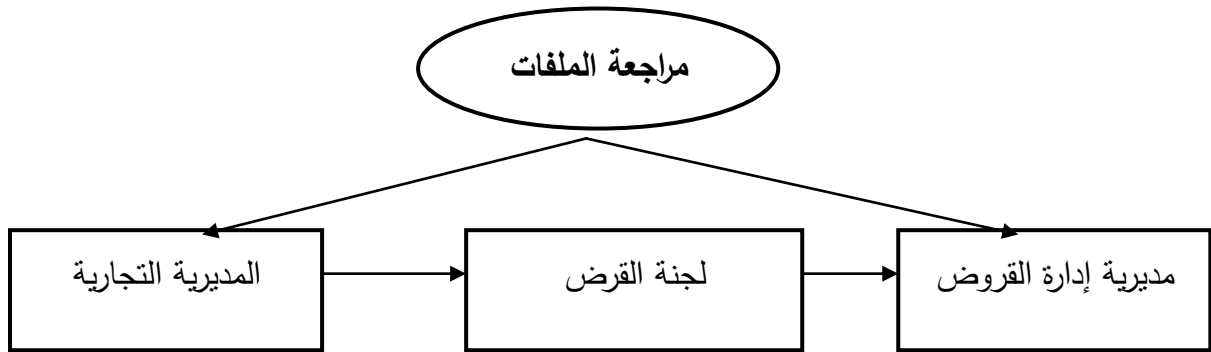 مراجعة الملفات
مديرية إدارة القروض
لجنة القرض
المديرية التجارية